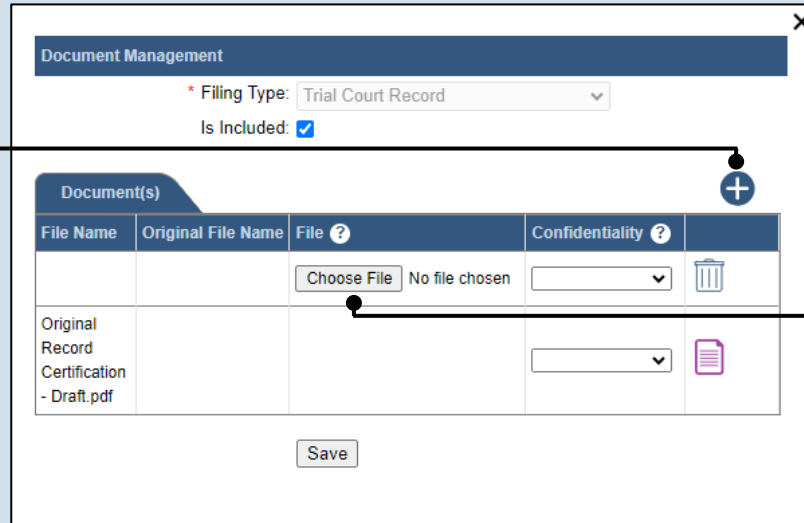 Document Management
* Filing Type: Trial Court Record
Is Included:
Document(s)
File Name Original File Name File ? Confidentiality ?
Choose File No file chosen
Original
Record
Certification
- Draft.pdf
Save